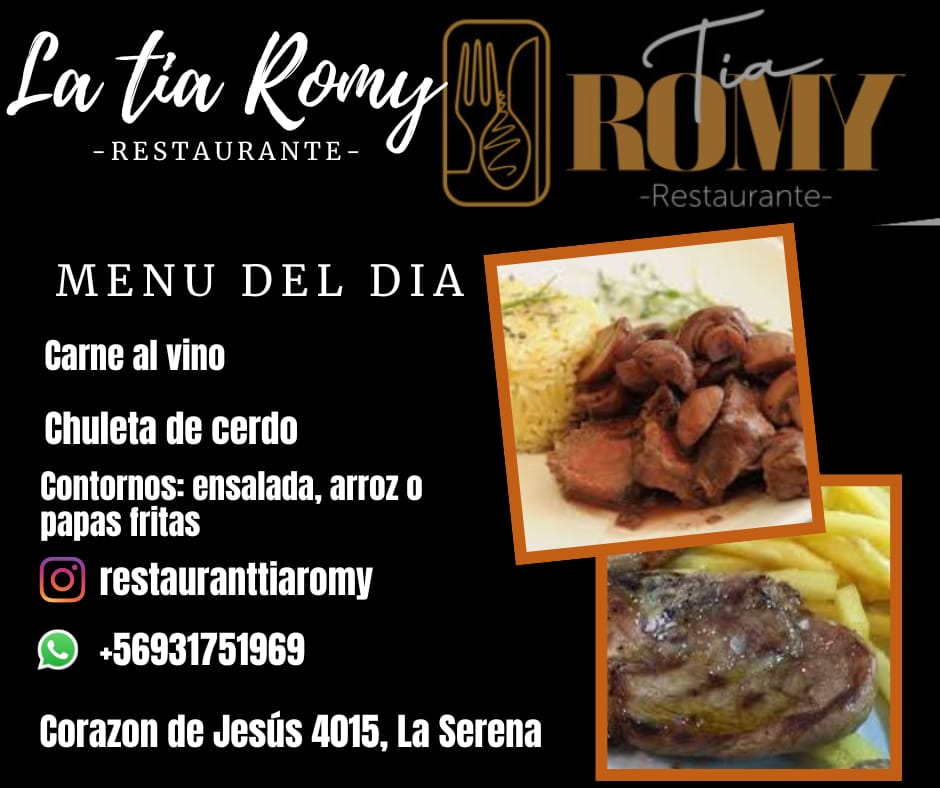 La tia Romy
-RESTAURANTE-
Tia
ROMY
-Restaurante-
MENU DEL DIA
Carne al vino
Chuleta de cerdo
Contornos: ensalada, arroz o
papas fritas
restauranttiaromy
+56931751969
Corazon de Jesús 4015, La Serena